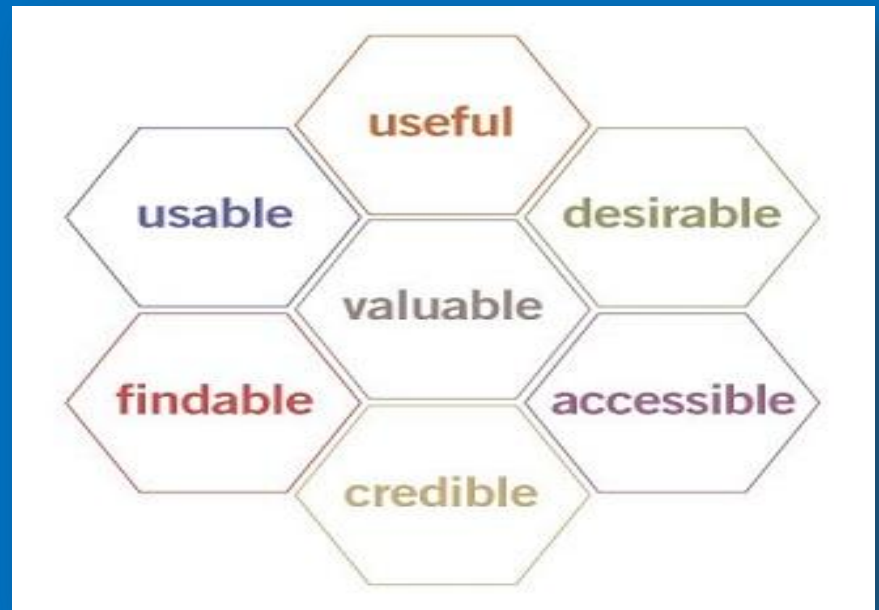 useful
usable
desirable
valuable
findable
accessible
credible